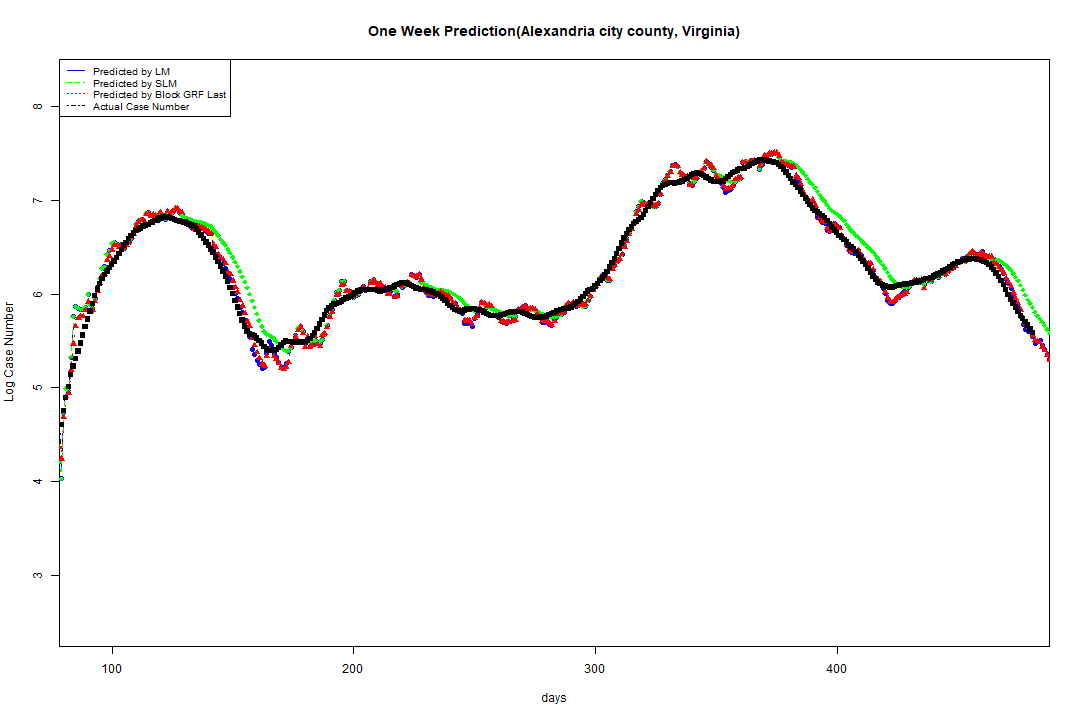 One Week Prediction(Alexandria city county, Virginia)
Predicted by LM
Predicted by SLM
Predicted by Block GRF Last
Actual Case Number
8
7
6
5
4
3
Log Case Number
100 200 300 400
days